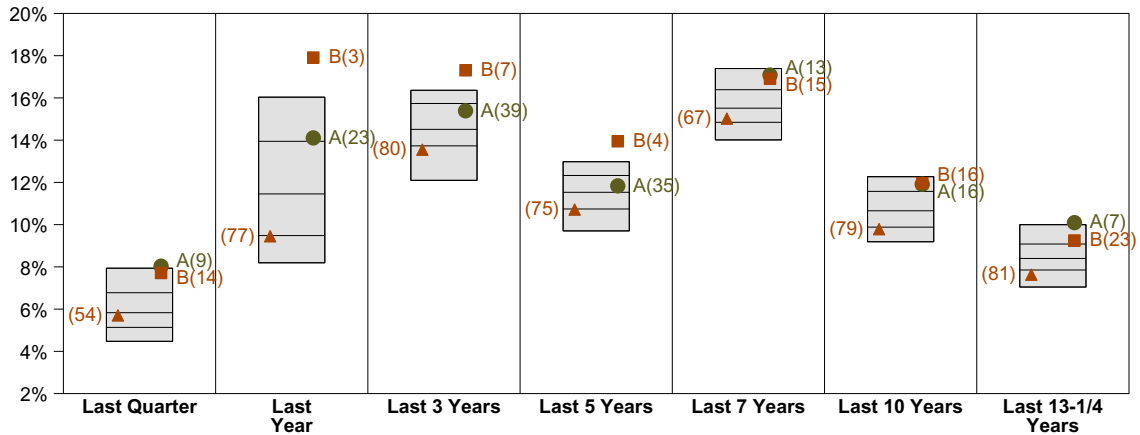 20%
18%
16%
14%
12%
10%
8%
6%
4%
2%
(54)
A(9)
B(14)
(77)
B(3)
A(23)
(80)
B(7)
A(39)
(75)
B(4)
A(35)
(67)
A(13)
B(15)
(79)
B(16)
A(16)
(81)
A(7)
B(23)
Last Quarter
Last
Year
Last 3 Years
Last 5 Years
Last 7 Years
Last 10 Years
Last 13-1/4
Years